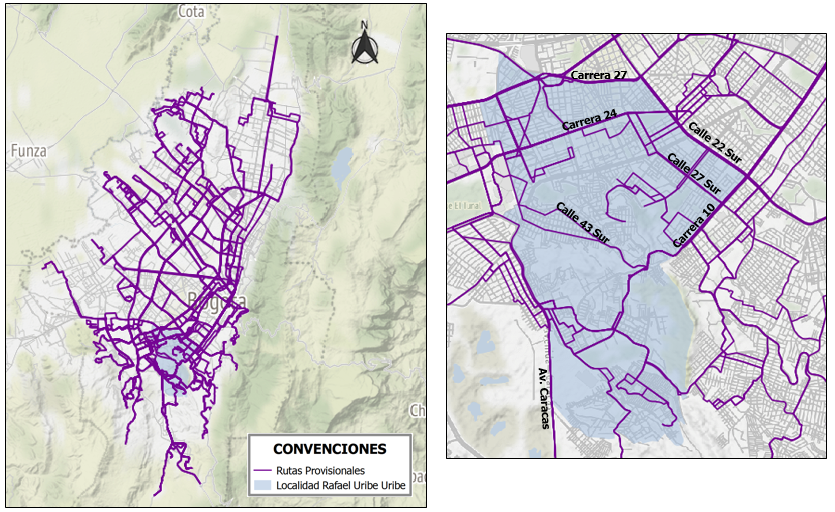 Cota
N
Funza
Bogotá
Ch
CONVENCIONES
Rutas Provisionales
Localidad Rafael Uribe Uribe
Carrera 27
Carrera 24
Calle 22 Sur
Calle 27 Sur
Calle 43 Sur
Carrera 10
Av. Caracas